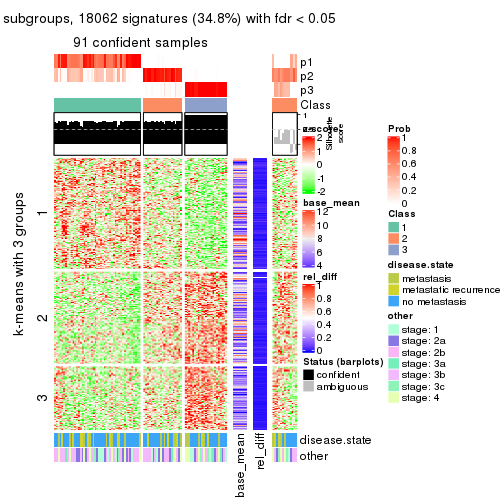 subgroups, 18062 signatures (34.8%) with fdr < 0.05
91 confident samples
p1
p2
p3
Class
1
Silhouette
score
k-means with 3 groups
1
2
3
z-score
2
1
0
-1
-2
base_mean
12
10
8
6
4
rel_diff
1
0.8
0.6
0.4
0.2
0
Status (barplots)
confident
ambiguous
Prob
1
0.8
0.6
0.4
0.2
0
Class
1
2
3
disease.state
metastasis
metastatic recurrence
no metastasis
other
stage: 1
stage: 2a
stage: 2b
stage: 3a
stage: 3b
stage: 3c
stage: 4
disease.state
other
base_mean
rel_diff